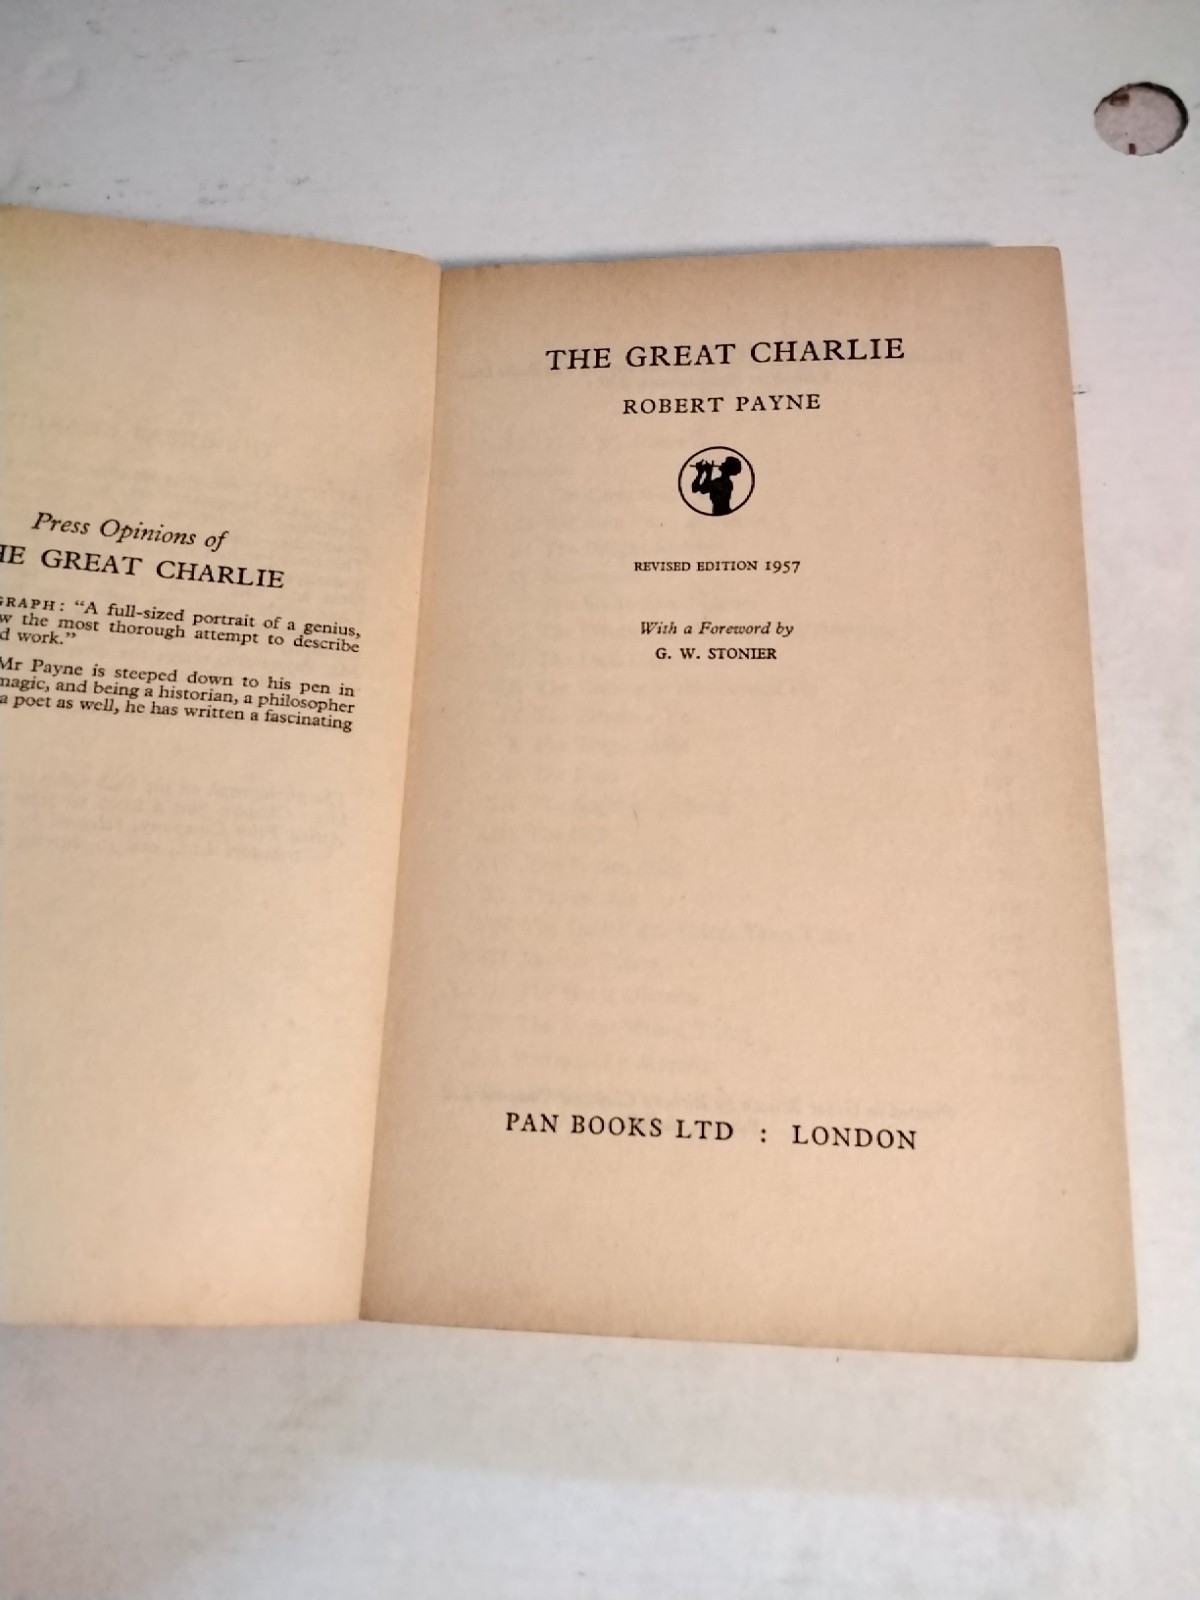 Press Opinions of
HE GREAT CHARLIE
GRAPH: "A full-sized portrait of a genius,
the most thorough attempt to describe
work."
Mr Payne is steeped down to his pen in
magic, and being a historian, a philosopher
a poet as well, he has written a fascinating
THE GREAT CHARLIE
ROBERT PAYNE
REVISED EDITION 1957
With a Foreword by
G. W. STONIER
PAN BOOKS LTD : LONDON